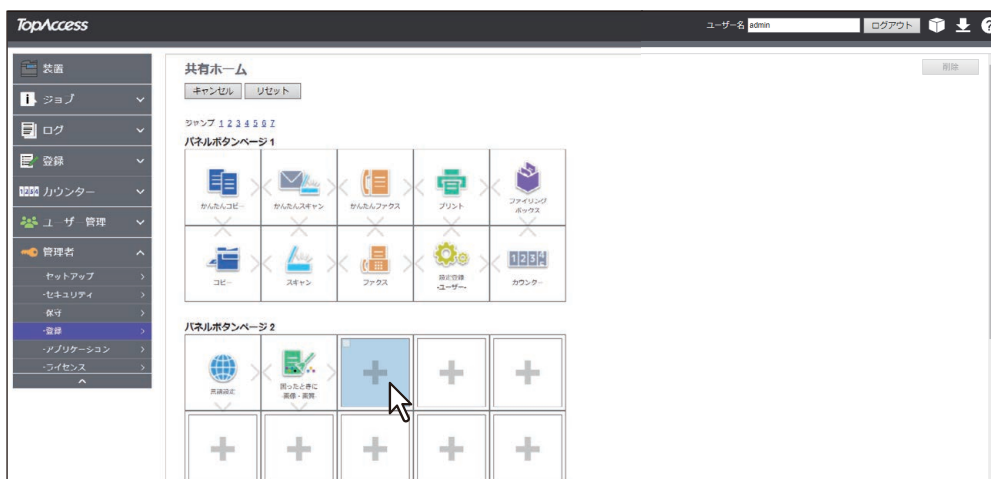 TopAccess
ユーザー名 admin ログアウト
装置
ジョブ
ログ
登録
カウンター
ユーザー管理
管理者
セットアップ
-セキュリティ
保守
-登録
-アプリケーション
-ライセンス
共有ホーム
削除
キャンセル リセット
ジャンプ 1 2 3 4 5 6 7
パネルボタンページ 1
かんたんコピー かんたんスキャン かんたんファクス プリント ファイリング
ボックス
コピー スキャン ファクス 設定登録 カウンター
-ユーザー-
パネルボタンページ 2
言語設定 困ったときに
-画像・画質-